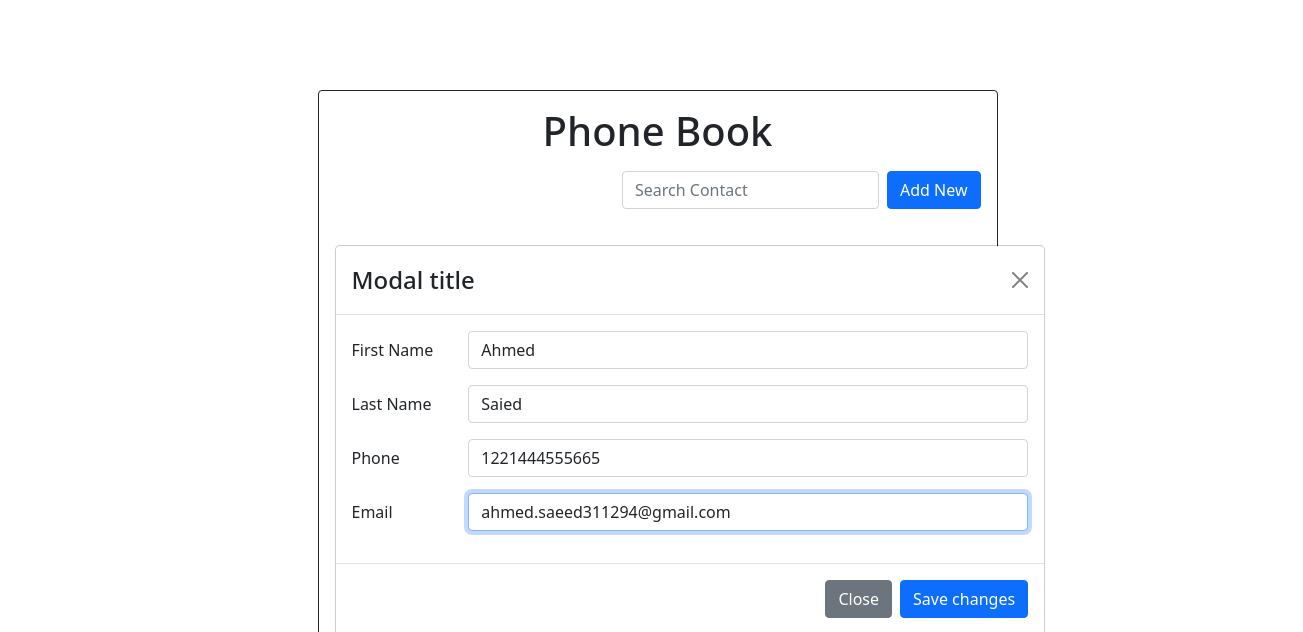 Phone Book
Search Contact Add New
Modal title
First Name Ahmed
Last Name Saied
Phone 1221444555665
Email ahmed.saeed311294@gmail.com
Close Save changes